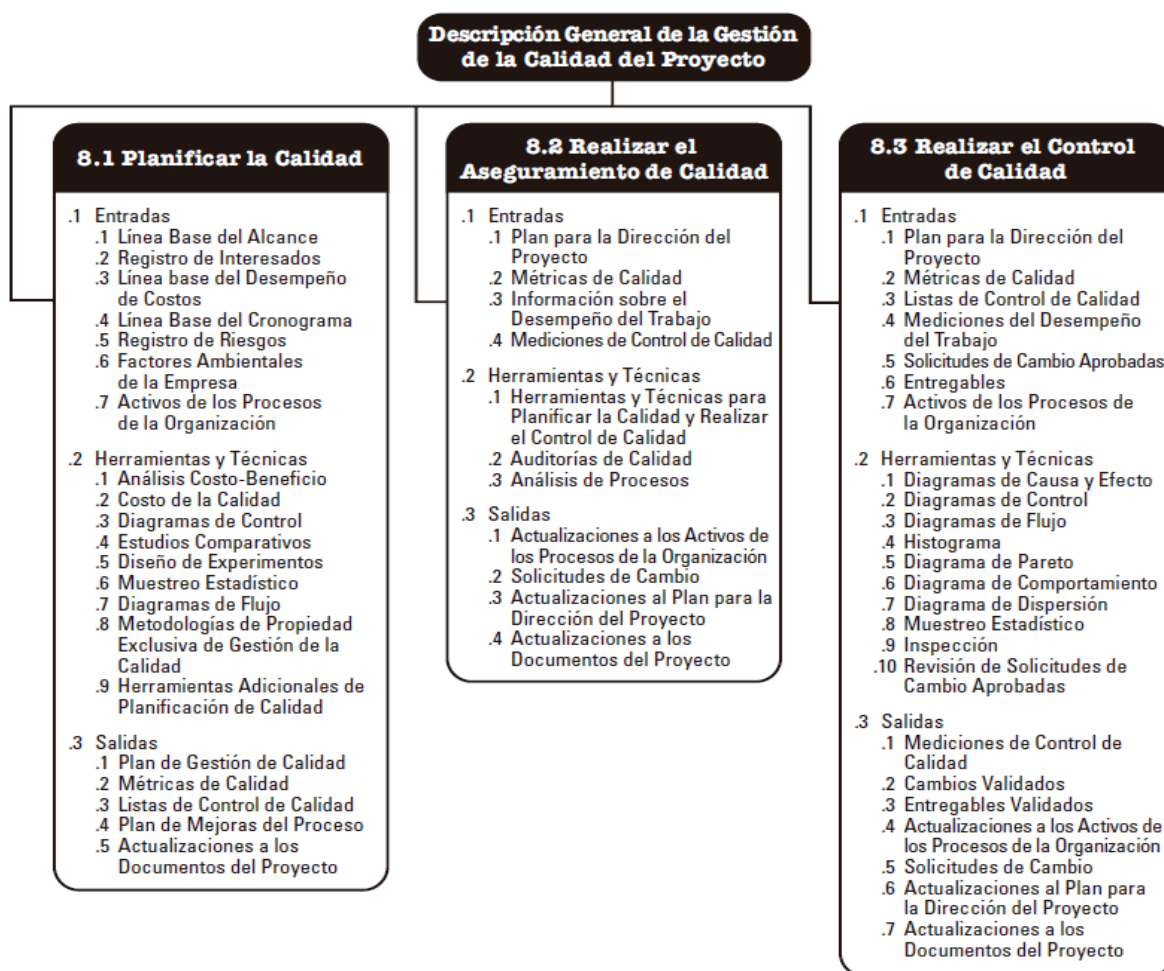 Descripción General de la Gestión
de la Calidad del Proyecto
8.1 Planificar la Calidad
.1 Entradas
.1 Línea Base del Alcance
.2 Registro de Interesados
.3 Línea base del Desempeño
de Costos
.4 Línea Base del Cronograma
.5 Registro de Riesgos
.6 Factores Ambientales
de la Empresa
.7 Activos de los Procesos
de la Organización
.2 Herramientas y Técnicas
.1 Análisis Costo-Beneficio
.2 Costo de la Calidad
.3 Diagramas de Control
.4 Estudios Comparativos
.5 Diseño de Experimentos
.6 Muestreo Estadístico
.7 Diagramas de Flujo
.8 Metodologías de Propiedad
Exclusiva de Gestión de la
Calidad
.9 Herramientas Adicionales de
Planificación de Calidad
.3 Salidas
.1 Plan de Gestión de Calidad
.2 Métricas de Calidad
.3 Listas de Control de Calidad
.4 Plan de Mejoras del Proceso
.5 Actualizaciones a los
Documentos del Proyecto
8.2 Realizar el
Aseguramiento de Calidad
.1 Entradas
.1 Plan para la Dirección del
Proyecto
.2 Métricas de Calidad
.3 Información sobre el
Desempeño del Trabajo
.4 Mediciones de Control de Calidad
.2 Herramientas y Técnicas
.1 Herramientas y Técnicas para
Planificar la Calidad y Realizar
el Control de Calidad
.2 Auditorías de Calidad
.3 Análisis de Procesos
.3 Salidas
.1 Actualizaciones a los Activos de
los Procesos de la Organización
.2 Solicitudes de Cambio
.3 Actualizaciones al Plan para la
Dirección del Proyecto
.4 Actualizaciones a los
Documentos del Proyecto
8.3 Realizar el Control
de Calidad
.1 Entradas
.1 Plan para la Dirección del
Proyecto
.2 Métricas de Calidad
.3 Listas de Control de Calidad
.4 Mediciones del Desempeño
del Trabajo
.5 Solicitudes de Cambio Aprobadas
.6 Entregables
.7 Activos de los Procesos de
la Organización
.2 Herramientas y Técnicas
.1 Diagramas de Causa y Efecto
.2 Diagramas de Control
.3 Diagramas de Flujo
.4 Histograma
.5 Diagrama de Pareto
.6 Diagrama de Comportamiento
.7 Diagrama de Dispersión
.8 Muestreo Estadístico
.9 Inspección
.10 Revisión de Solicitudes de
Cambio Aprobadas
.3 Salidas
.1 Mediciones de Control de
Calidad
.2 Cambios Validados
.3 Entregables Validados
.4 Actualizaciones a los Activos de
los Procesos de la Organización
.5 Solicitudes de Cambio
.6 Actualizaciones al Plan para
la Dirección del Proyecto
.7 Actualizaciones a los
Documentos del Proyecto